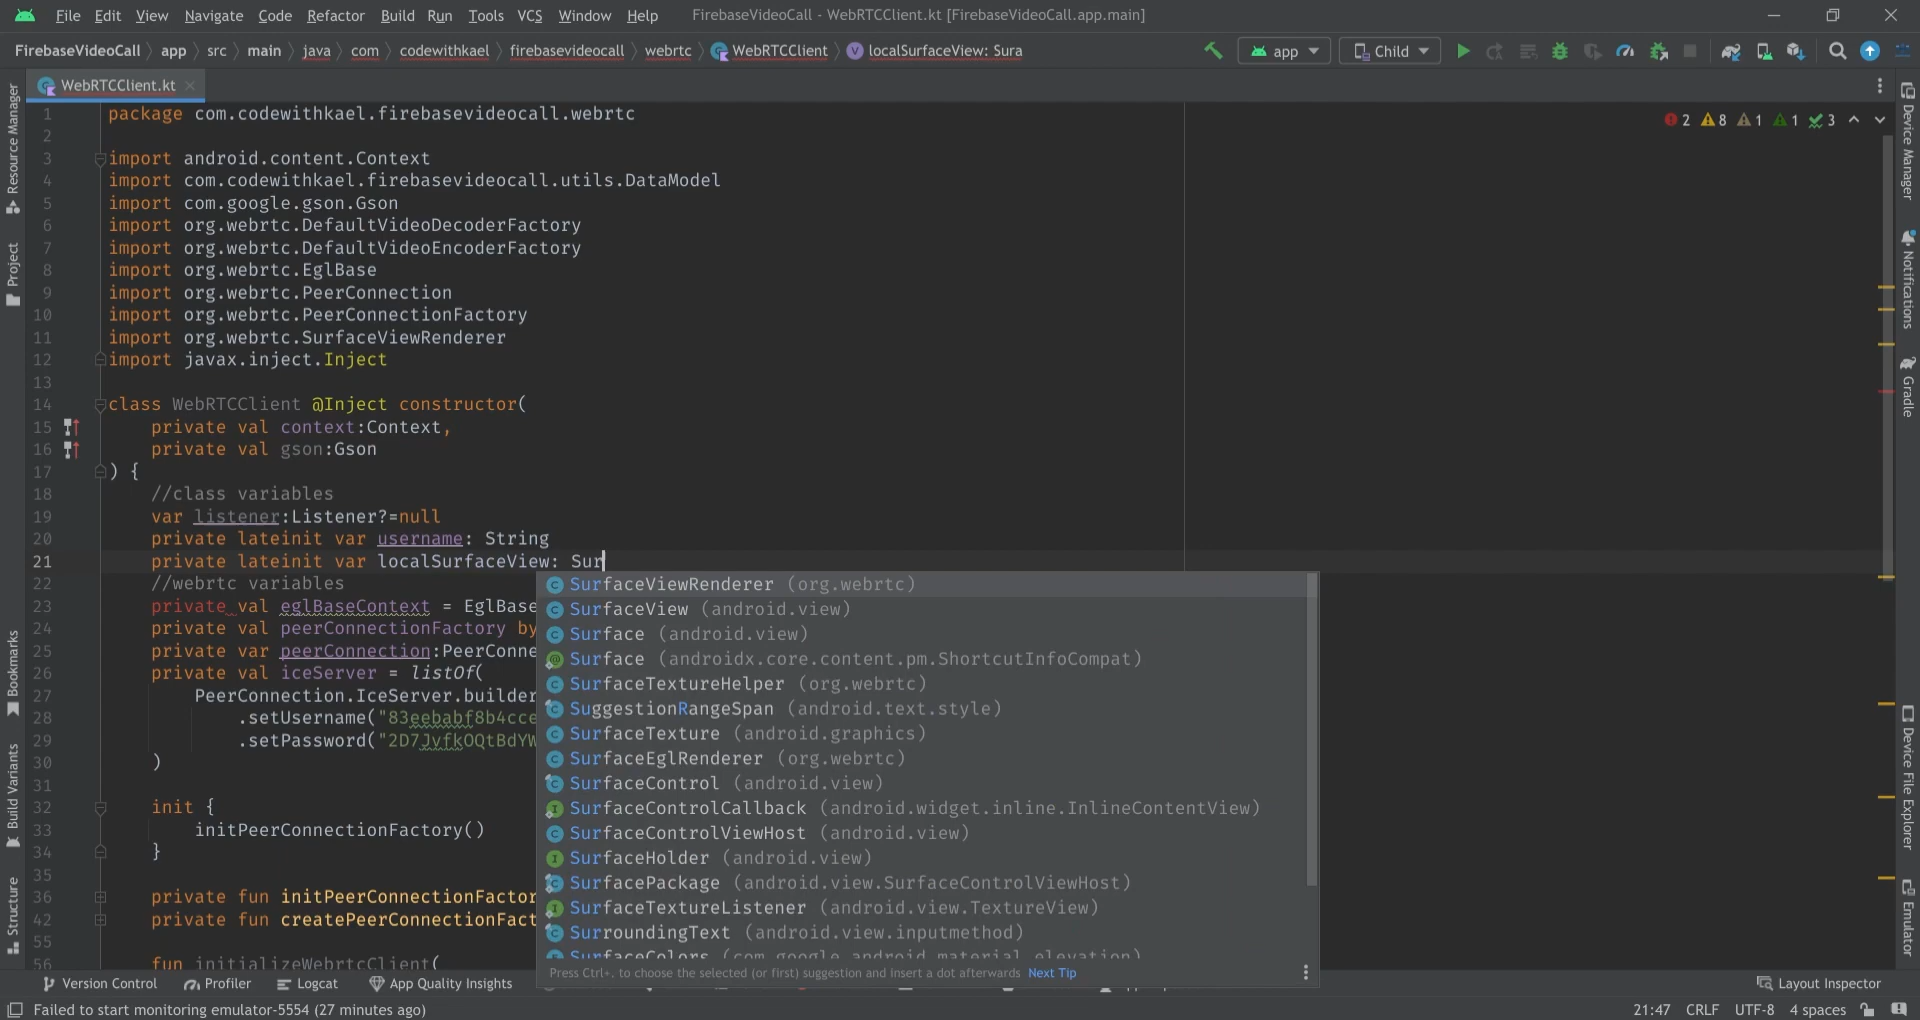 File Edit View Navigate Code Refactor Build Run Tools VCS Window Help FirebaseVideoCall - WebRTCClient.kt [FirebaseVideoCall.app.main]
FirebaseVideoCall app src main java com codewithkael firebasevideocall webrtc WebRTCClient localSurfaceView: Sura app Child
WebRTCClient.kt
2 8 1 1 3
1 package com.codewithkael.firebasevideocall.webrtc
2
3 import android.content.Context
4 import com.codewithkael.firebasevideocall.utils.DataModel
5 import com.google.gson.Gson
6 import org.webrtc.DefaultVideoDecoderFactory
7 import org.webrtc.DefaultVideoEncoderFactory
8 import org.webrtc.EglBase
9 import org.webrtc.PeerConnection
10 import org.webrtc.PeerConnectionFactory
11 import org.webrtc.SurfaceViewRenderer
12 import javax.inject.Inject
13
14 class WebRTCClient @Inject constructor(
15 private val context:Context,
16 private val gson:Gson
17 ) {
18 //class variables
19 var listener:Listener?=null
20 private lateinit var username: String
21 private lateinit var localSurfaceView: Sur
22 //webrtc variables
23 private val eglBaseContext = EglBase
24 private val peerConnectionFactory by
25 private var peerConnection:PeerConne
26 private val iceServer = listOf(
27 PeerConnection.IceServer.builder
28 .setUsername("83eebabf8b4cce
29 .setPassword("2D7JvfkOQtBdYW
30 )
31
32 init {
33 initPeerConnectionFactory()
34 }
35
36 private fun initPeerConnectionFactor
42 private fun createPeerConnectionFact
55
56 fun initializeWebrtcClient(
SurfaceViewRenderer (org.webrtc)
SurfaceView (android.view)
Surface (android.view)
Surface (androidx.core.content.pm.ShortcutInfoCompat)
SurfaceTextureHelper (org.webrtc)
SuggestionRangeSpan (android.text.style)
SurfaceTexture (android.graphics)
SurfaceEglRenderer (org.webrtc)
SurfaceControl (android.view)
SurfaceControlCallback (android.widget.inline.InlineContentView)
SurfaceControlViewHost (android.view)
SurfaceHolder (android.view)
SurfacePackage (android.view.SurfaceControlViewHost)
SurfaceTextureListener (android.view.TextureView)
SurroundingText (android.view.inputmethod)
SurfaceColors (com.google.android.material.elevation)
Press Ctrl+. to choose the selected (or first) suggestion and insert a dot afterwards Next Tip
Resource Manager
Project
Bookmarks
Build Variants
Structure
Device Manager
Notifications
Gradle
Device File Explorer
Emulator
Version Control Profiler Logcat App Quality Insights Layout Inspector
Failed to start monitoring emulator-5554 (27 minutes ago) 21:47 CRLF UTF-8 4 spaces